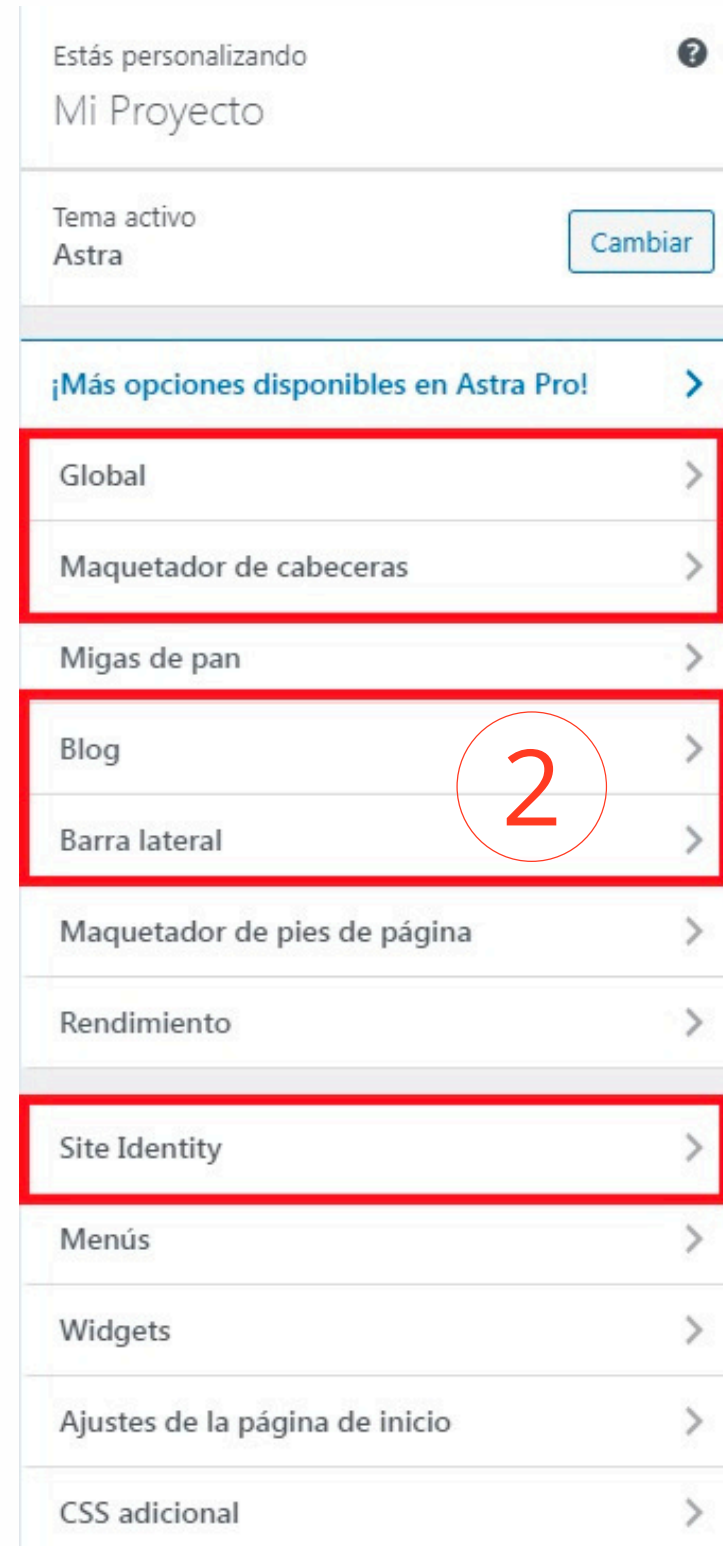 Estás personalizando
Mi Proyecto
Tema activo
Astra
Cambiar
¡Más opciones disponibles en Astra Pro!
Global
Maquetador de cabeceras
Migas de pan
Blog
2
Barra lateral
Maquetador de pies de página
Rendimiento
Site Identity
Menús
Widgets
Ajustes de la página de inicio
CSS adicional